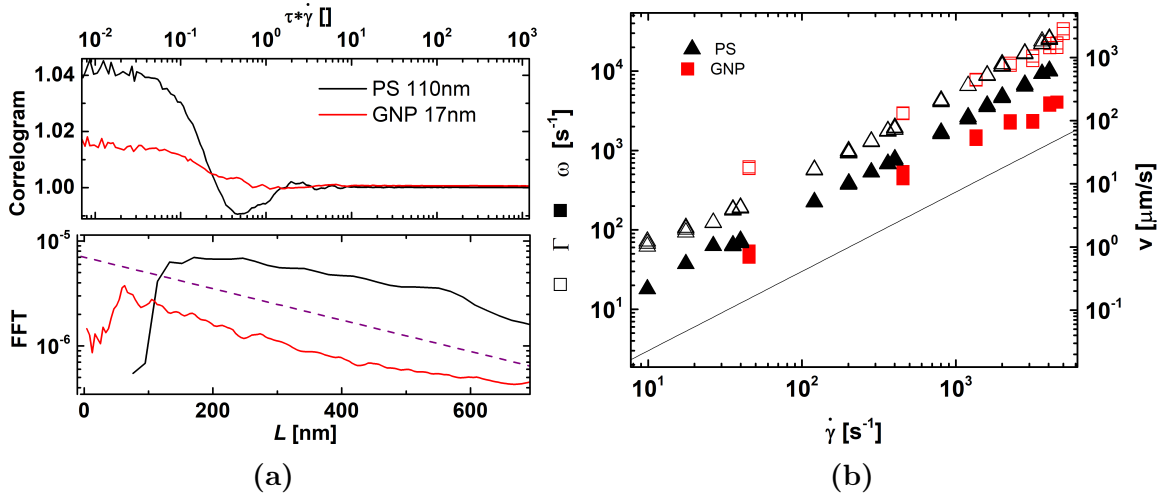 τ*γ̇ []
10⁻² 10⁻¹ 10⁰ 10¹ 10² 10³
Correlogram
1.04
1.02
1.00
PS 110nm
GNP 17nm
FFT
10⁻⁵
10⁻⁶
0 200 400 600
L [nm]
(a)
□ Γ ■ ω [s⁻¹]
10⁴
10³
10²
10¹
PS
GNP
10³
10²
10¹
10⁰
10⁻¹
v [μm/s]
10¹ 10² 10³
γ̇ [s⁻¹]
(b)